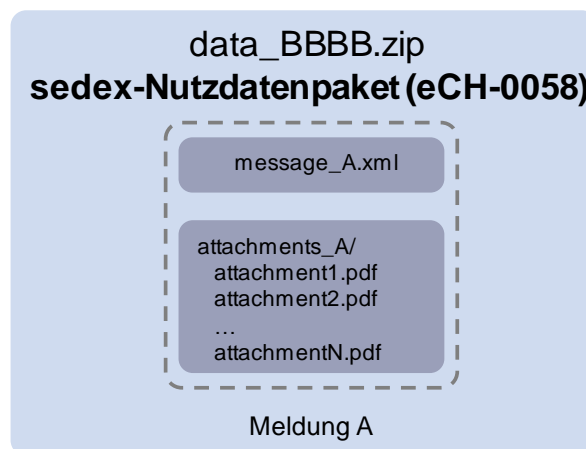 data_BBBB.zip
sedex-Nutzdatenpaket (eCH-0058)
message_A.xml
attachments_A/
attachment1.pdf
attachment2.pdf
…
attachmentN.pdf
Meldung A